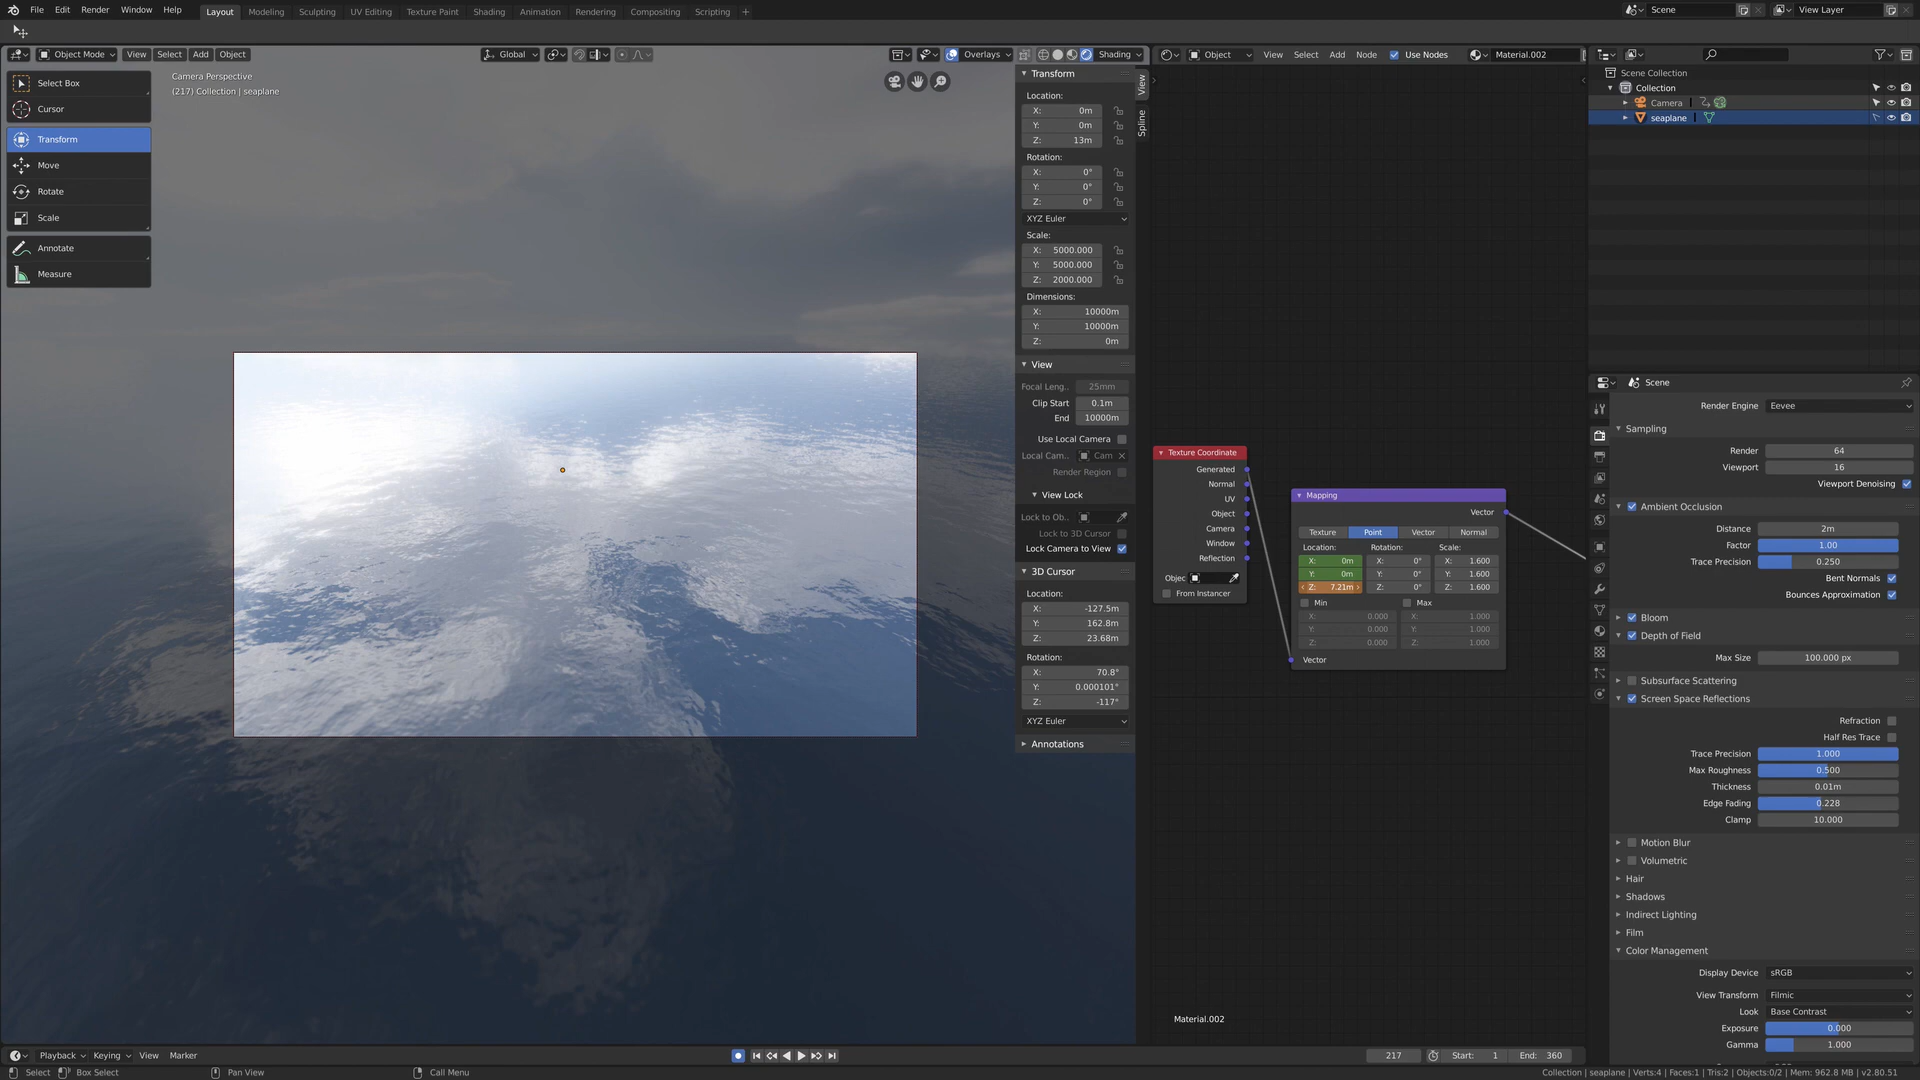 File Edit Render Window Help Layout Modeling Sculpting UV Editing Texture Paint Shading Animation Rendering Compositing Scripting + Scene View Layer
Object Mode View Select Add Object Global Overlays Shading Object View Select Add Node Use Nodes Material.002
Select Box
Cursor
Transform
Move
Rotate
Scale
Annotate
Measure
Camera Perspective
(217) Collection | seaplane
View
Spline
Transform
Location:
X: 0m
Y: 0m
Z: 13m
Rotation:
X: 0°
Y: 0°
Z: 0°
XYZ Euler
Scale:
X: 5000.000
Y: 5000.000
Z: 2000.000
Dimensions:
X: 10000m
Y: 10000m
Z: 0m
View
Focal Leng.. 25mm
Clip Start 0.1m
End 10000m
Use Local Camera
Local Cam.. Cam
Render Region
View Lock
Lock to Ob..
Lock to 3D Cursor
Lock Camera to View
3D Cursor
Location:
X: -127.5m
Y: 162.8m
Z: 23.68m
Rotation:
X: 70.8°
Y: 0.000101°
Z: -117°
XYZ Euler
Annotations
Texture Coordinate
Generated
Normal
UV
Object
Camera
Window
Reflection
Objec
From Instancer
Mapping
Vector
Texture Point Vector Normal
Location: Rotation: Scale:
X: 0m X: 0° X: 1.600
Y: 0m Y: 0° Y: 1.600
Z: 7.21m Z: 0° Z: 1.600
Min Max
X: 0.000 X: 1.000
Y: 0.000 Y: 1.000
Z: 0.000 Z: 1.000
Vector
Material.002
Scene Collection
Collection
Camera
seaplane
Scene
Render Engine Eevee
Sampling
Render 64
Viewport 16
Viewport Denoising
Ambient Occlusion
Distance 2m
Factor 1.00
Trace Precision 0.250
Bent Normals
Bounces Approximation
Bloom
Depth of Field
Max Size 100.000 px
Subsurface Scattering
Screen Space Reflections
Refraction
Half Res Trace
Trace Precision 1.000
Max Roughness 0.500
Thickness 0.01m
Edge Fading 0.228
Clamp 10.000
Motion Blur
Volumetric
Hair
Shadows
Indirect Lighting
Film
Color Management
Display Device sRGB
View Transform Filmic
Look Base Contrast
Exposure 0.000
Gamma 1.000
Playback Keying View Marker 217 Start: 1 End: 360
Select Box Select Pan View Call Menu Collection | seaplane | Verts:4 | Faces:1 | Tris:2 | Objects:0/2 | Mem: 962.8 MB | v2.80.51